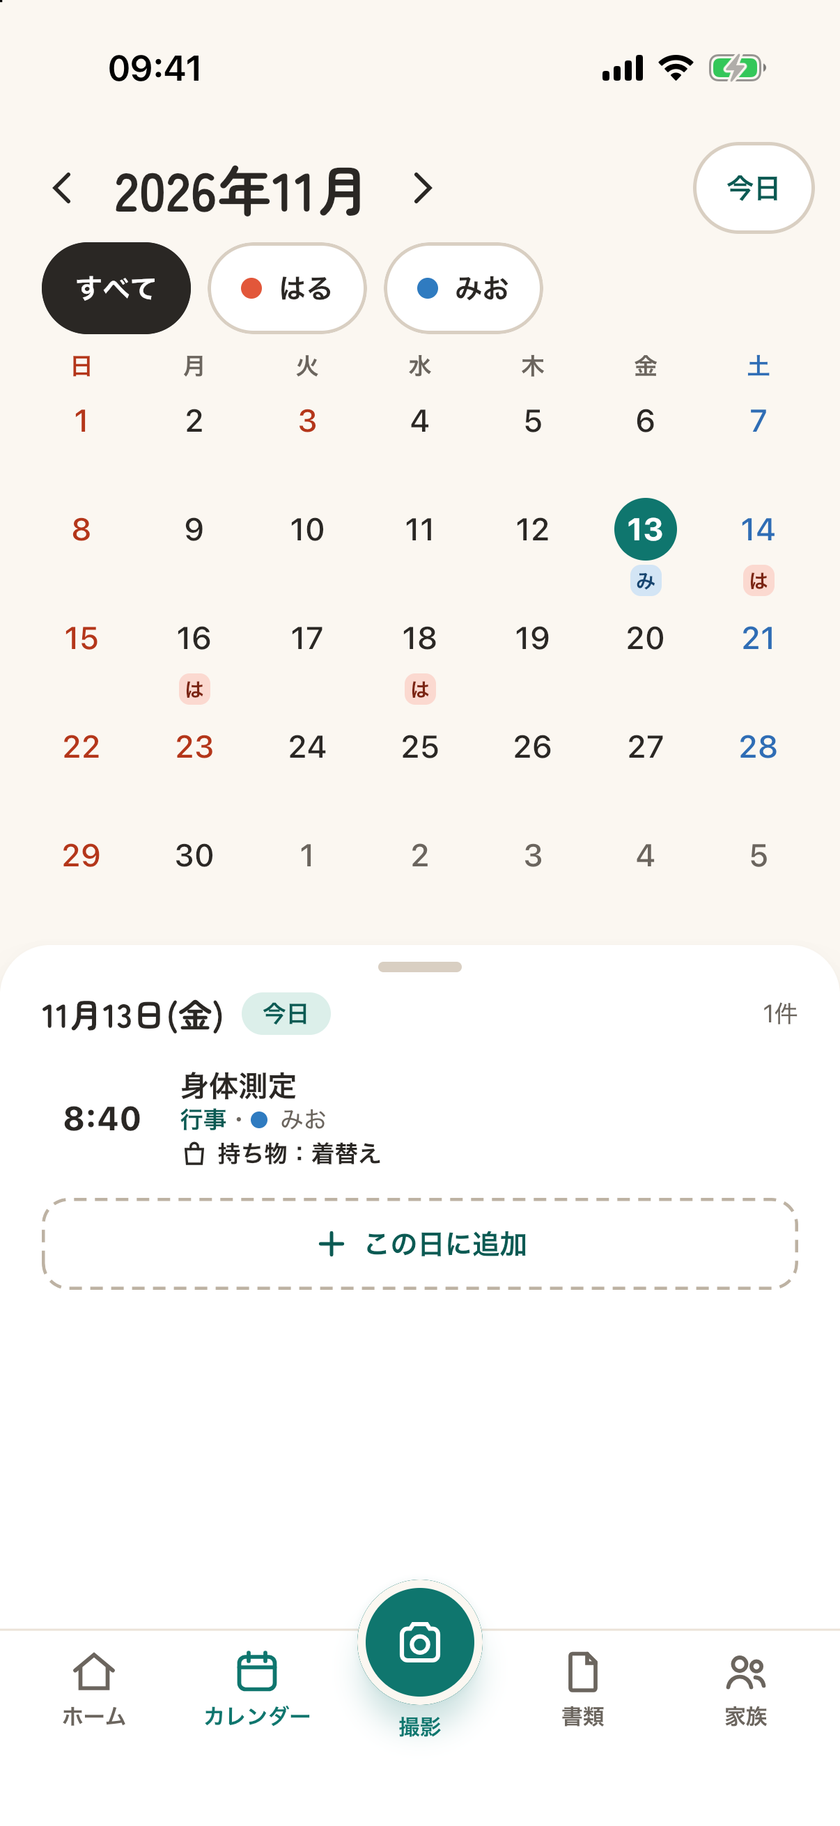 09:41
2026年11月
今日
すべて はる みお
日 月 火 水 木 金 土
1 2 3 4 5 6 7
8 9 10 11 12 13 14
み は
15 16 17 18 19 20 21
は は
22 23 24 25 26 27 28
29 30 1 2 3 4 5
11月13日(金) 今日 1件
身体測定
8:40 行事・みお
持ち物：着替え
+ この日に追加
ホーム カレンダー 撮影 書類 家族